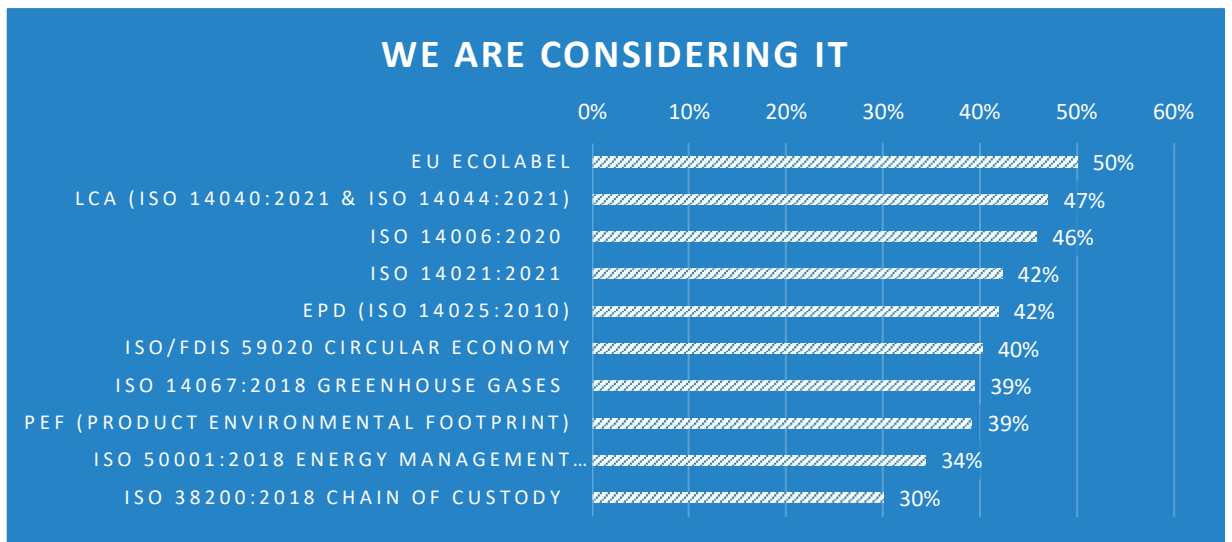 WE ARE CONSIDERING IT
0% 10% 20% 30% 40% 50% 60%
EU ECOLABEL 50%
LCA (ISO 14040:2021 & ISO 14044:2021) 47%
ISO 14006:2020 46%
ISO 14021:2021 42%
EPD (ISO 14025:2010) 42%
ISO/FDIS 59020 CIRCULAR ECONOMY 40%
ISO 14067:2018 GREENHOUSE GASES 39%
PEF (PRODUCT ENVIRONMENTAL FOOTPRINT) 39%
ISO 50001:2018 ENERGY MANAGEMENT... 34%
ISO 38200:2018 CHAIN OF CUSTODY 30%